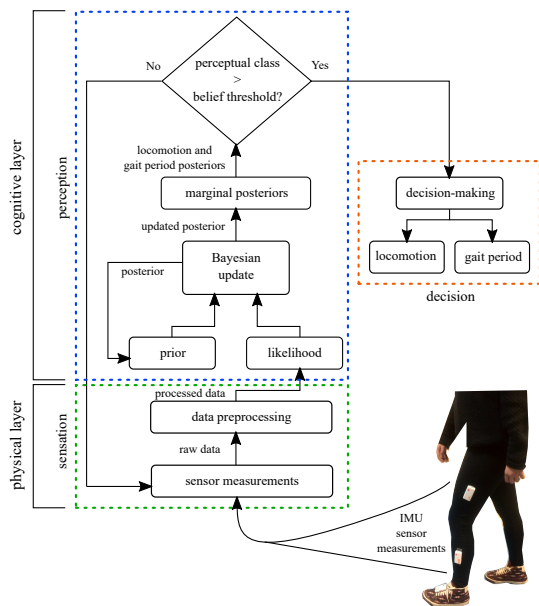 No
perceptual class
>
belief threshold?
Yes
locomotion and
gait period posteriors
marginal posteriors
updated posterior
Bayesian
update
posterior
prior
likelihood
decision-making
locomotion
gait period
decision
cognitive layer
perception
processed data
data preprocessing
raw data
sensor measurements
physical layer
sensation
IMU
sensor
measurements